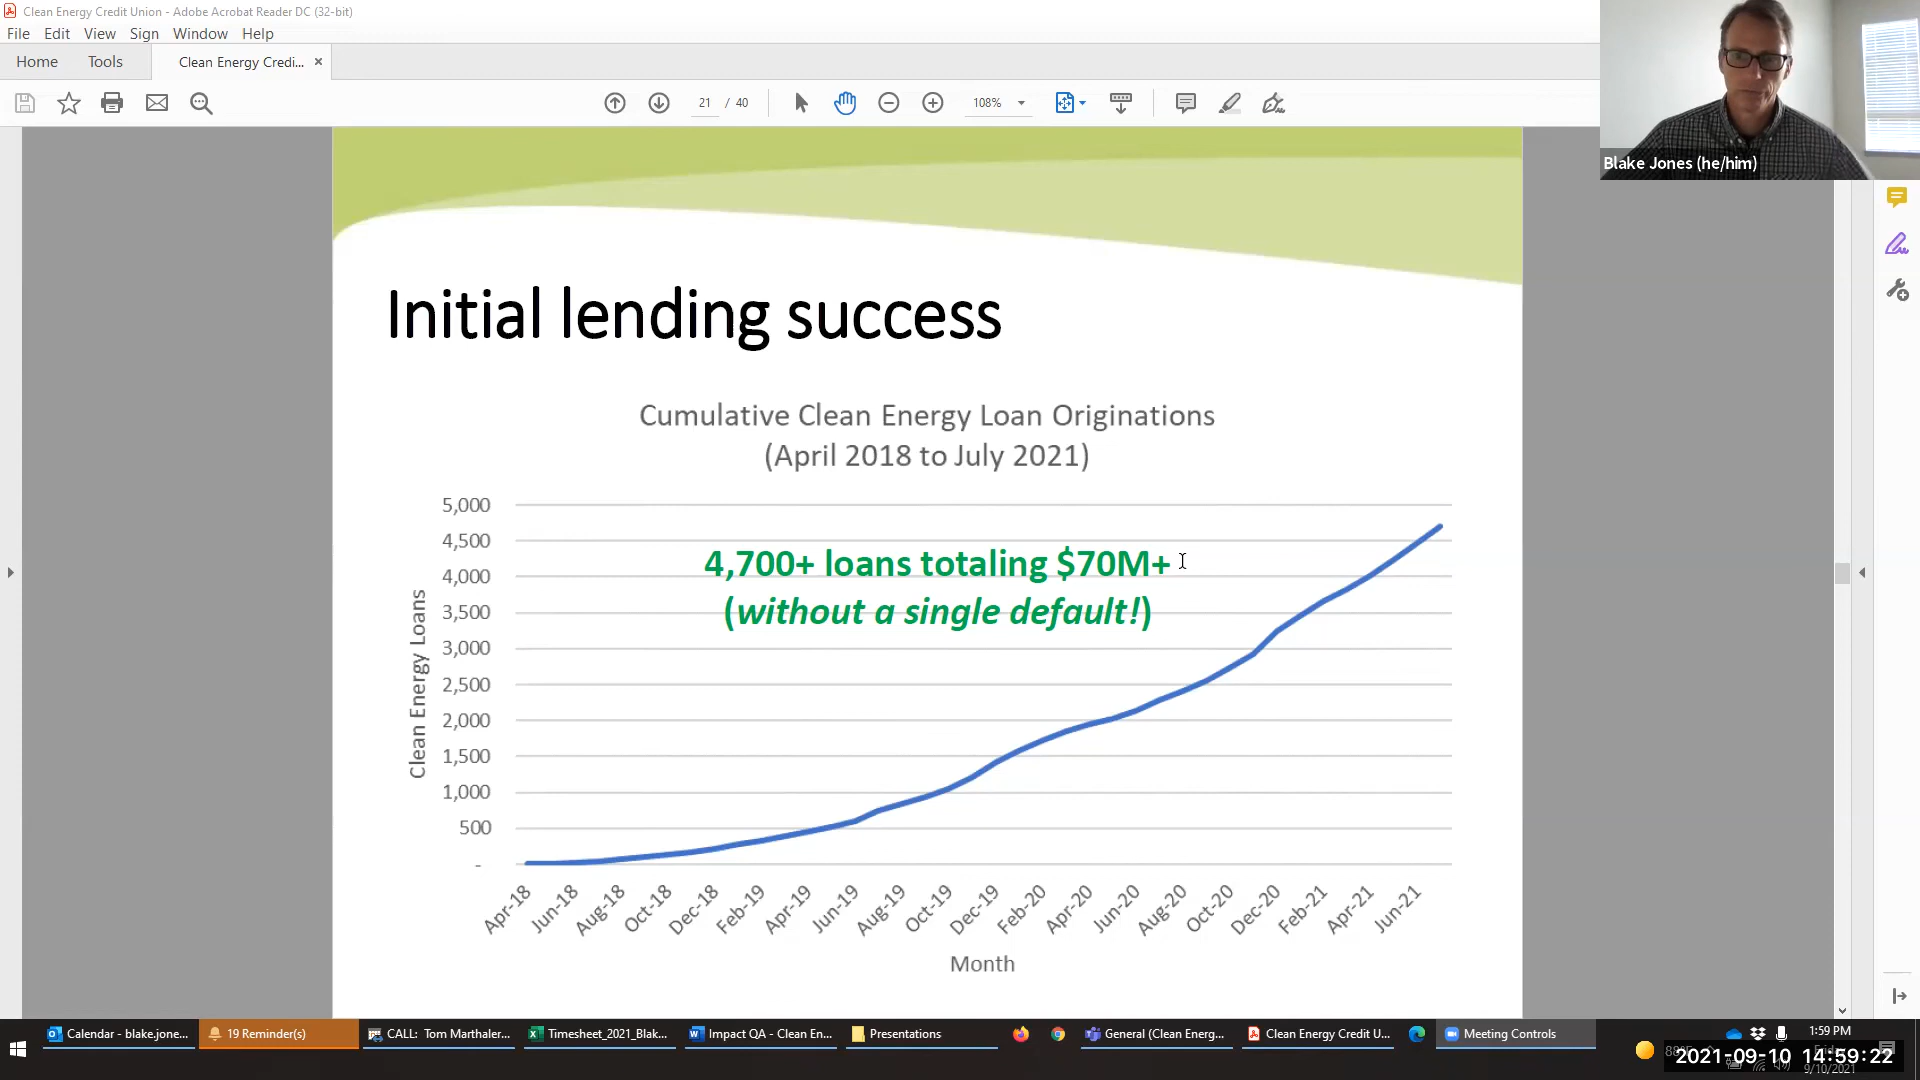 Clean Energy Credit Union - Adobe Acrobat Reader DC (32-bit)
File Edit View Sign Window Help
Home Tools Clean Energy Credi... ×
21 / 40 108%
Blake Jones (he/him)
Initial lending success
Cumulative Clean Energy Loan Originations
(April 2018 to July 2021)
4,700+ loans totaling $70M+
(without a single default!)
Clean Energy Loans
5,000
4,500
4,000
3,500
3,000
2,500
2,000
1,500
1,000
500
-
Apr-18 Jun-18 Aug-18 Oct-18 Dec-18 Feb-19 Apr-19 Jun-19 Aug-19 Oct-19 Dec-19 Feb-20 Apr-20 Jun-20 Aug-20 Oct-20 Dec-20 Feb-21 Apr-21 Jun-21
Month
Calendar - blake.jone... 19 Reminder(s) CALL: Tom Marthaler... Timesheet_2021_Blak... Impact QA - Clean En... Presentations General (Clean Energ... Clean Energy Credit U... Meeting Controls
1:59 PM
2021-09-10 14:59:22
9/10/2021